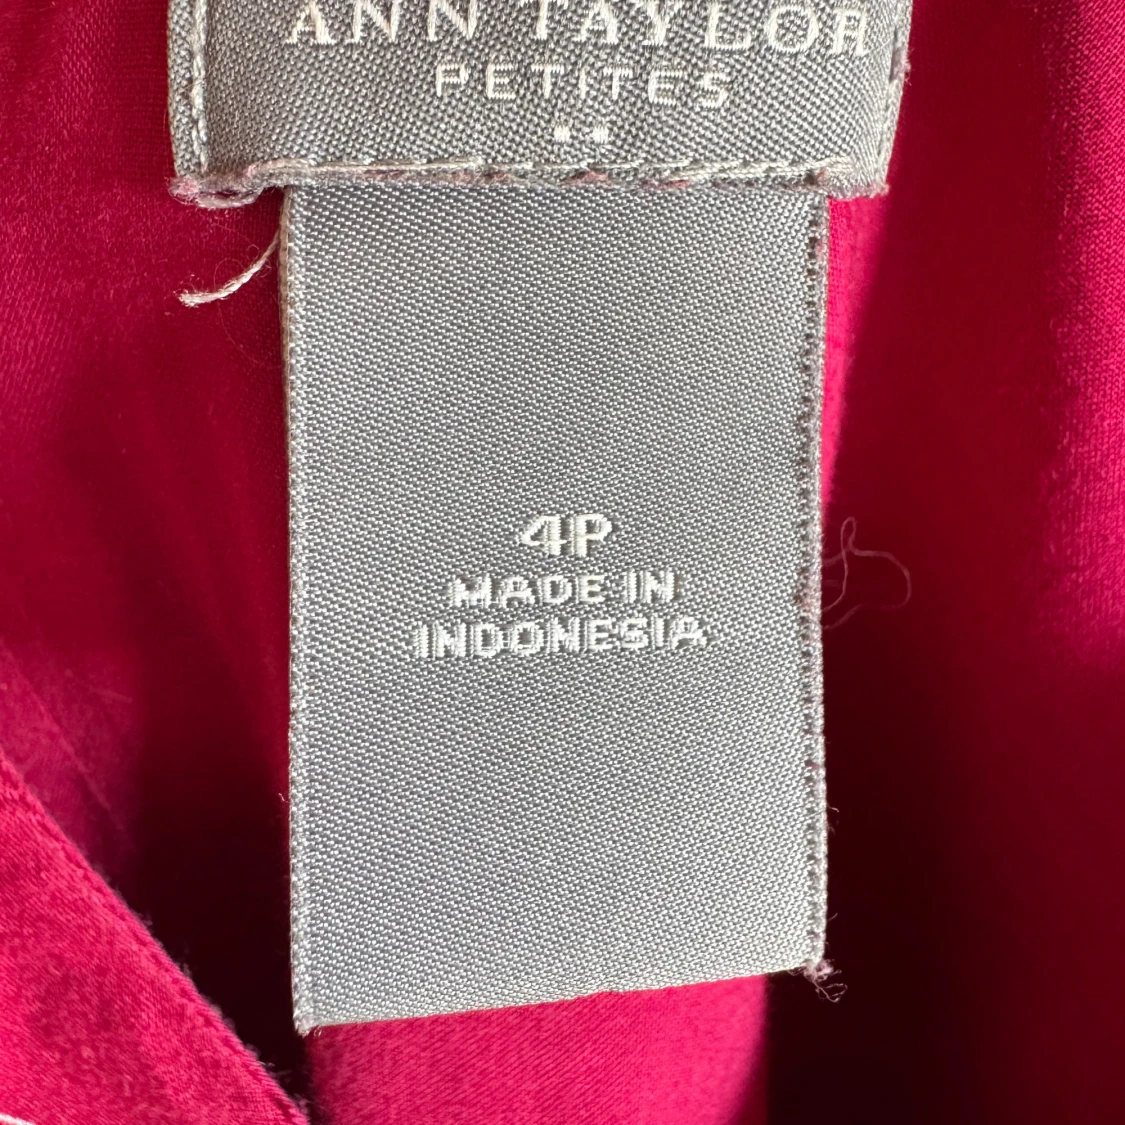 ANN TAYLOR
PETITES
4P
MADE IN
INDONESIA